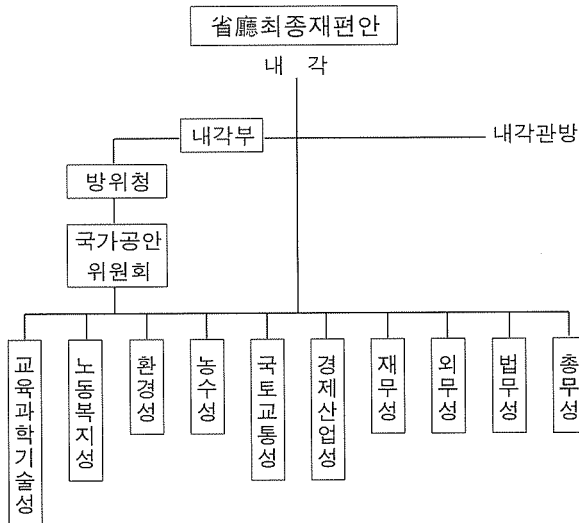 省廳최종재편안
내 각
내각부
내각관방
방위청
국가공안
위원회
교육과학기술성
노동복지성
환경성
농수성
국토교통성
경제산업성
재무성
외무성
법무성
총무성